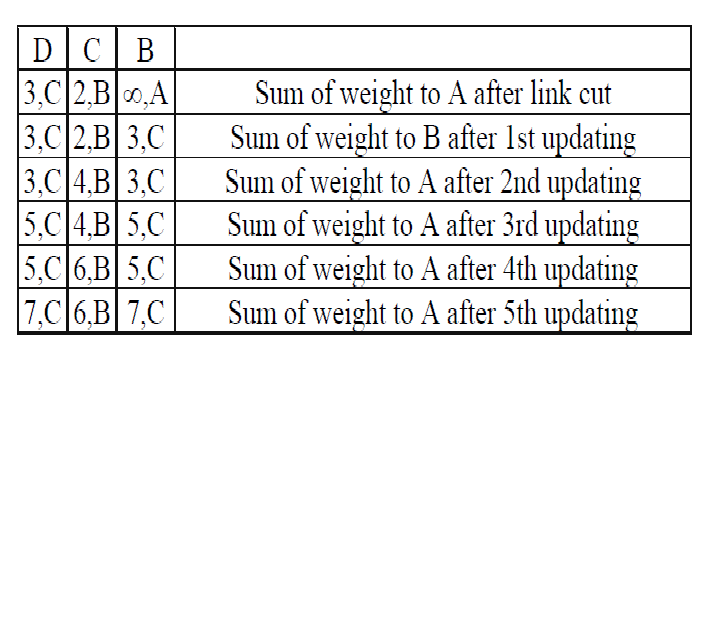 D C B
3,C 2,B ∞,A Sum of weight to A after link cut
3,C 2,B 3,C Sum of weight to B after 1st updating
3,C 4,B 3,C Sum of weight to A after 2nd updating
5,C 4,B 5,C Sum of weight to A after 3rd updating
5,C 6,B 5,C Sum of weight to A after 4th updating
7,C 6,B 7,C Sum of weight to A after 5th updating